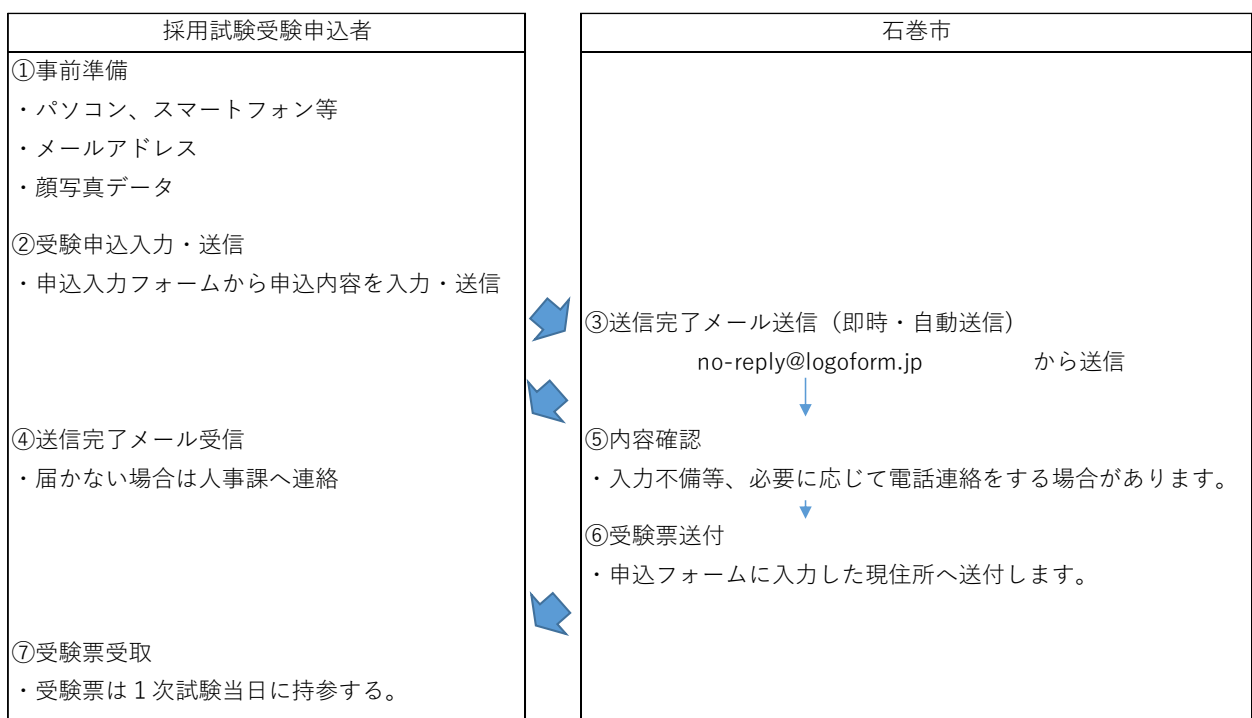 採用試験受験申込者
石巻市
①事前準備
・パソコン、スマートフォン等
・メールアドレス
・顔写真データ
②受験申込入力・送信
・申込入力フォームから申込内容を入力・送信
③送信完了メール送信（即時・自動送信）
no-reply@logoform.jp から送信
④送信完了メール受信
・届かない場合は人事課へ連絡
⑤内容確認
・入力不備等、必要に応じて電話連絡をする場合があります。
⑥受験票送付
・申込フォームに入力した現住所へ送付します。
⑦受験票受取
・受験票は１次試験当日に持参する。